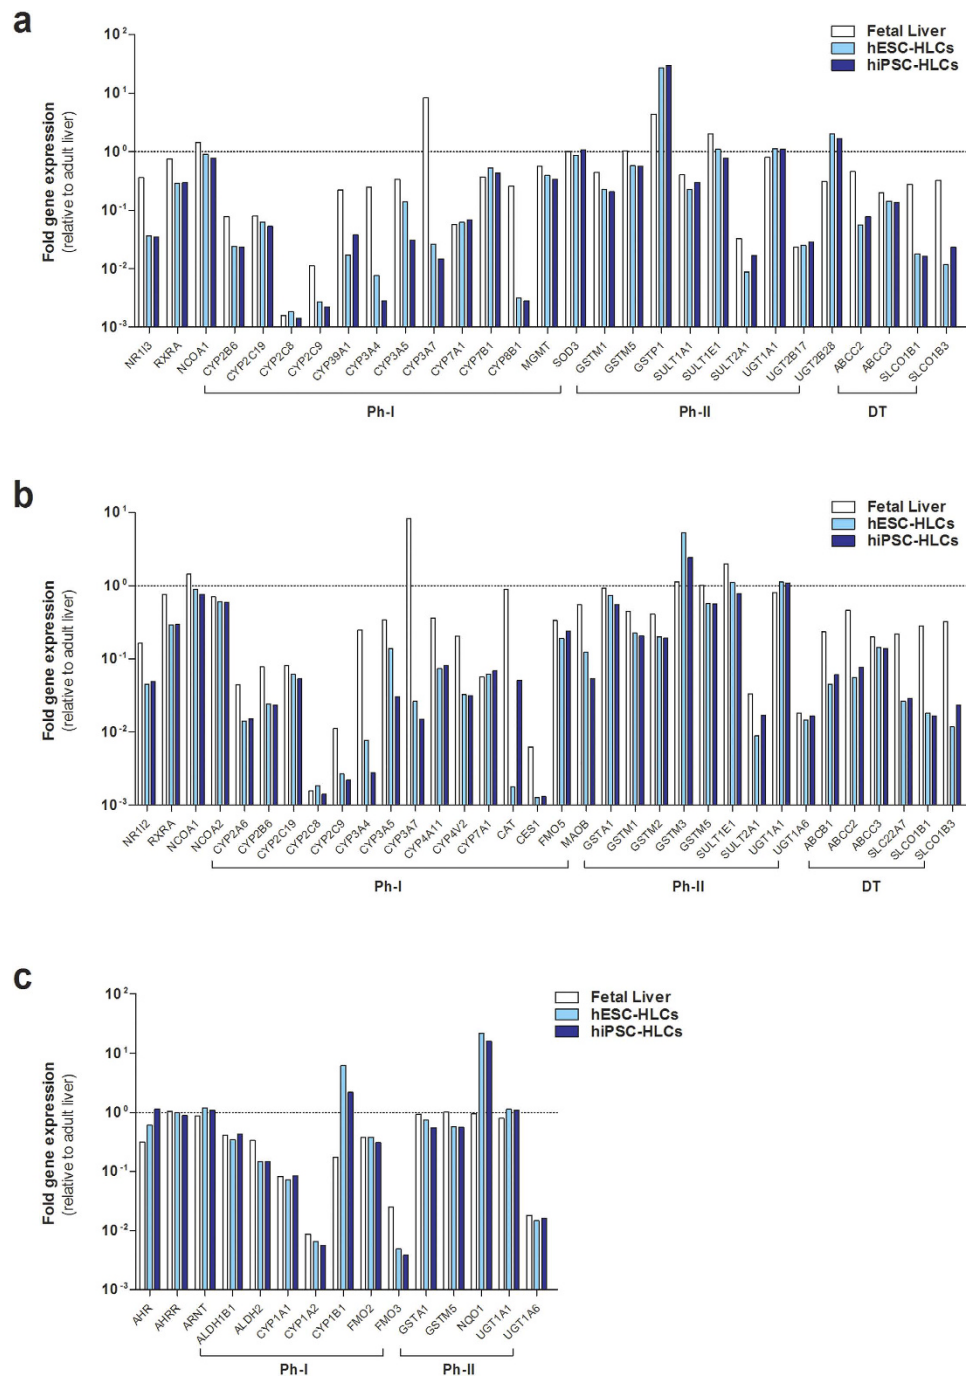 a
Fold gene expression
(relative to adult liver)
10²
10¹
10⁰
10⁻¹
10⁻²
10⁻³
Fetal Liver
hESC-HLCs
hiPSC-HLCs
NR1I3 RXRA NCOA1 CYP2B6 CYP2C19 CYP2C8 CYP2C9 CYP39A1 CYP3A4 CYP3A5 CYP3A7 CYP7A1 CYP7B1 CYP8B1 MGMT SOD3 GSTM1 GSTM5 GSTP1 SULT1A1 SULT1E1 SULT2A1 UGT1A1 UGT2B17 UGT2B28 ABCC2 ABCC3 SLCO1B1 SLCO1B3
Ph-I Ph-II DT
b
Fold gene expression
(relative to adult liver)
10¹
10⁰
10⁻¹
10⁻²
10⁻³
Fetal Liver
hESC-HLCs
hiPSC-HLCs
NR1I2 RXRA NCOA1 NCOA2 CYP2A6 CYP2B6 CYP2C19 CYP2C8 CYP2C9 CYP3A4 CYP3A5 CYP3A7 CYP4A11 CYP4V2 CYP7A1 CAT CES1 FMO5 MAOB GSTA1 GSTM1 GSTM2 GSTM3 GSTM5 SULT1E1 SULT2A1 UGT1A1 UGT1A6 ABCB1 ABCC2 ABCC3 SLC22A7 SLCO1B1 SLCO1B3
Ph-I Ph-II DT
c
Fold gene expression
(relative to adult liver)
10²
10¹
10⁰
10⁻¹
10⁻²
10⁻³
Fetal Liver
hESC-HLCs
hiPSC-HLCs
AHR AHRR ARNT ALDH1B1 ALDH2 CYP1A1 CYP1A2 CYP1B1 FMO2 FMO3 GSTA1 GSTM5 NQO1 UGT1A1 UGT1A6
Ph-I Ph-II